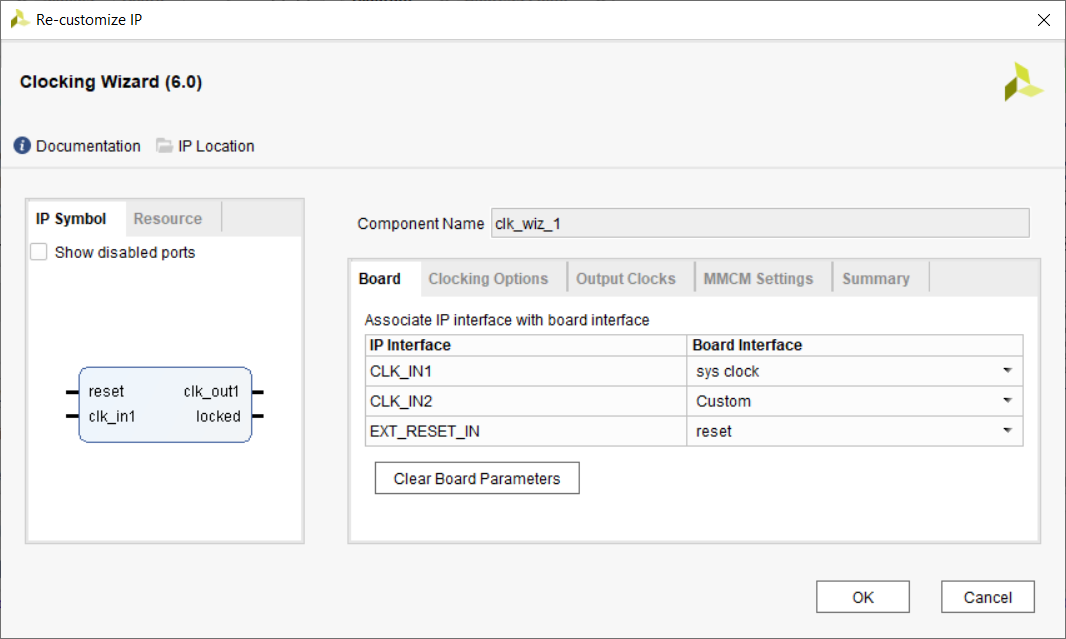 Re-customize IP
Clocking Wizard (6.0)
Documentation IP Location
IP Symbol Resource
Show disabled ports
reset clk_out1
clk_in1 locked
Component Name clk_wiz_1
Board Clocking Options Output Clocks MMCM Settings Summary
Associate IP interface with board interface
IP Interface Board Interface
CLK_IN1 sys clock
CLK_IN2 Custom
EXT_RESET_IN reset
Clear Board Parameters
OK Cancel